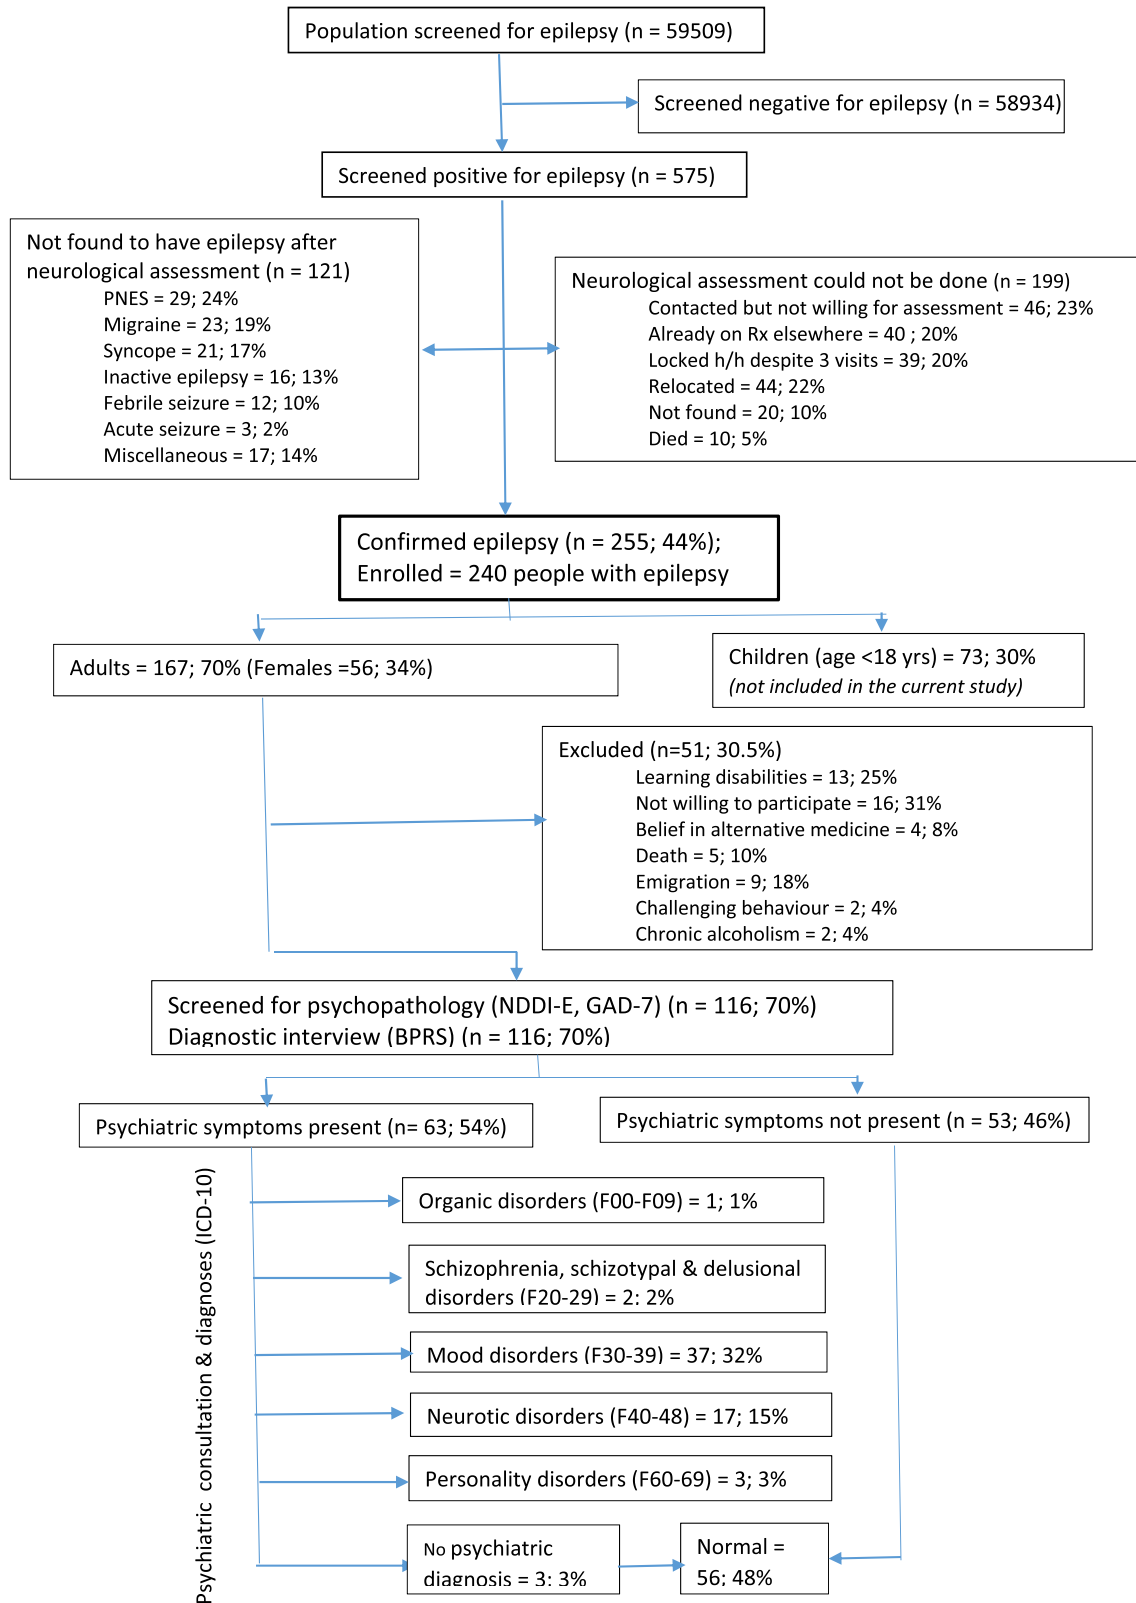 Population screened for epilepsy (n = 59509)
Screened negative for epilepsy (n = 58934)
Screened positive for epilepsy (n = 575)
Not found to have epilepsy after
neurological assessment (n = 121)
PNES = 29; 24%
Migraine = 23; 19%
Syncope = 21; 17%
Inactive epilepsy = 16; 13%
Febrile seizure = 12; 10%
Acute seizure = 3; 2%
Miscellaneous = 17; 14%
Neurological assessment could not be done (n = 199)
Contacted but not willing for assessment = 46; 23%
Already on Rx elsewhere = 40 ; 20%
Locked h/h despite 3 visits = 39; 20%
Relocated = 44; 22%
Not found = 20; 10%
Died = 10; 5%
Confirmed epilepsy (n = 255; 44%);
Enrolled = 240 people with epilepsy
Adults = 167; 70% (Females =56; 34%)
Children (age <18 yrs) = 73; 30%
(not included in the current study)
Excluded (n=51; 30.5%)
Learning disabilities = 13; 25%
Not willing to participate = 16; 31%
Belief in alternative medicine = 4; 8%
Death = 5; 10%
Emigration = 9; 18%
Challenging behaviour = 2; 4%
Chronic alcoholism = 2; 4%
Screened for psychopathology (NDDI-E, GAD-7) (n = 116; 70%)
Diagnostic interview (BPRS) (n = 116; 70%)
Psychiatric symptoms present (n= 63; 54%)
Psychiatric symptoms not present (n = 53; 46%)
Psychiatric consultation & diagnoses (ICD-10)
Organic disorders (F00-F09) = 1; 1%
Schizophrenia, schizotypal & delusional
disorders (F20-29) = 2; 2%
Mood disorders (F30-39) = 37; 32%
Neurotic disorders (F40-48) = 17; 15%
Personality disorders (F60-69) = 3; 3%
No psychiatric
diagnosis = 3; 3%
Normal =
56; 48%